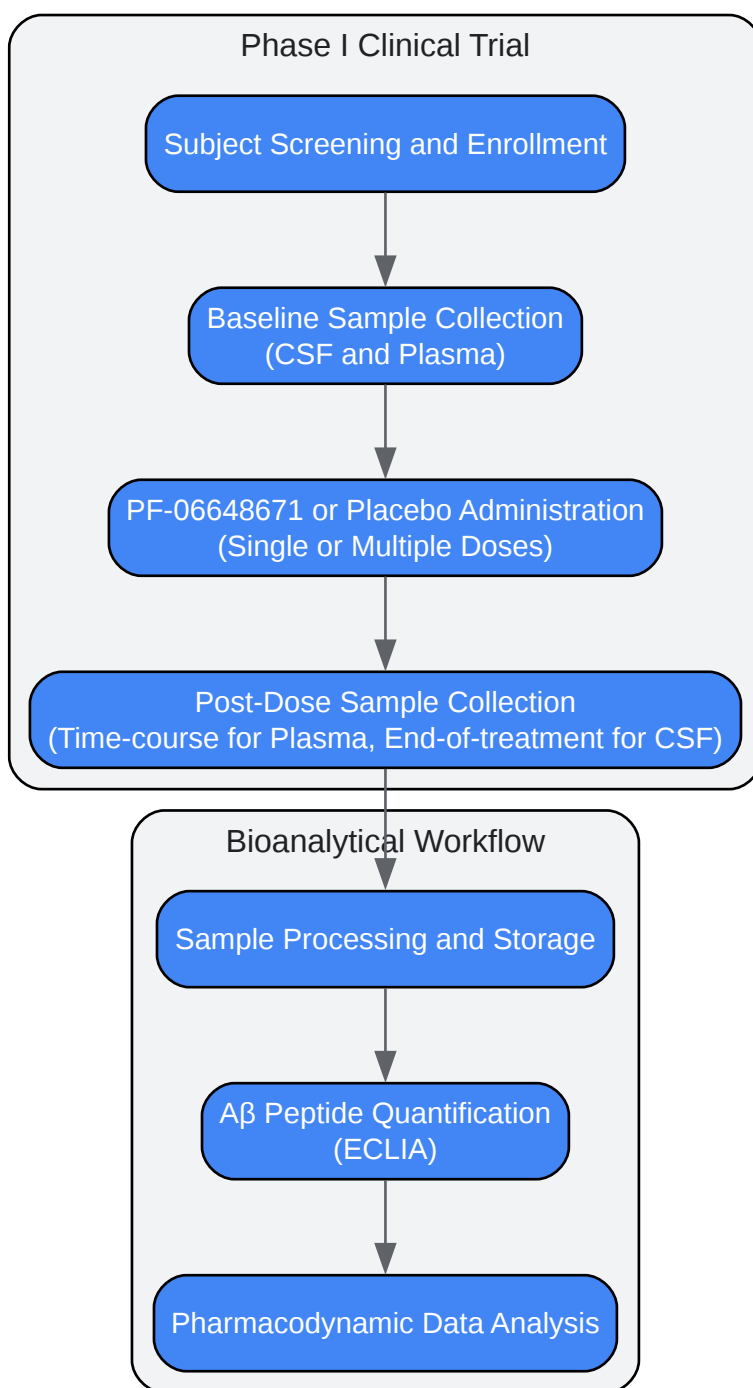 Phase I Clinical Trial
Subject Screening and Enrollment
Baseline Sample Collection
(CSF and Plasma)
PF-06648671 or Placebo Administration
(Single or Multiple Doses)
Post-Dose Sample Collection
(Time-course for Plasma, End-of-treatment for CSF)
Bioanalytical Workflow
Sample Processing and Storage
Aβ Peptide Quantification
(ECLIA)
Pharmacodynamic Data Analysis